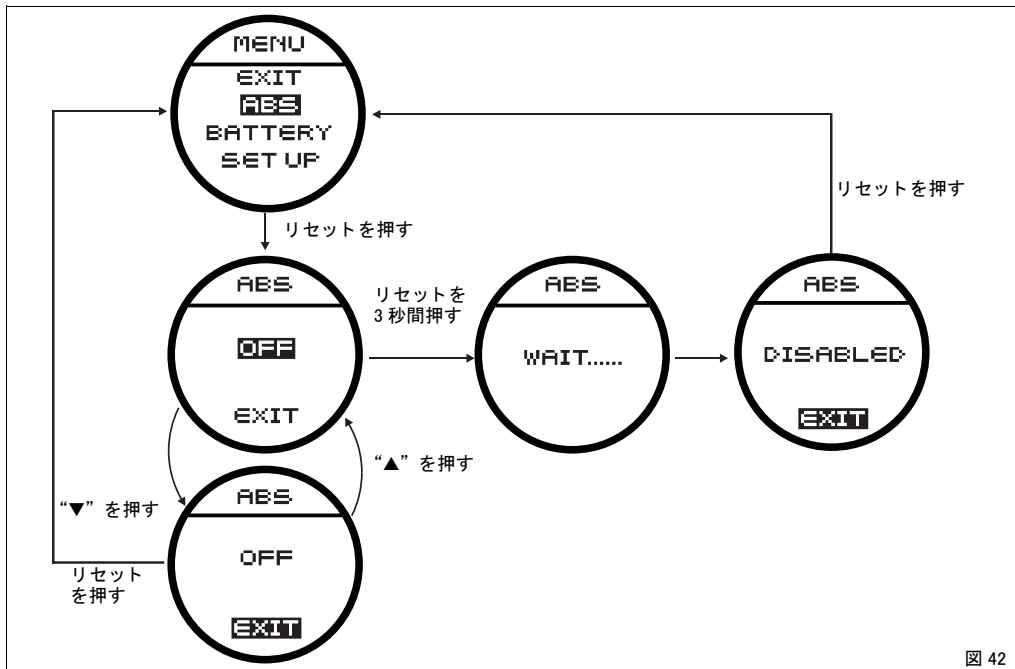 MENU
EXIT
ABS
BATTERY
SET UP
リセットを押す
リセットを押す
ABS
OFF
EXIT
リセットを
3 秒間押す
ABS
WAIT......
ABS
DISABLED
EXIT
“▼” を押す
“▲” を押す
ABS
OFF
EXIT
リセット
を押す
図 42